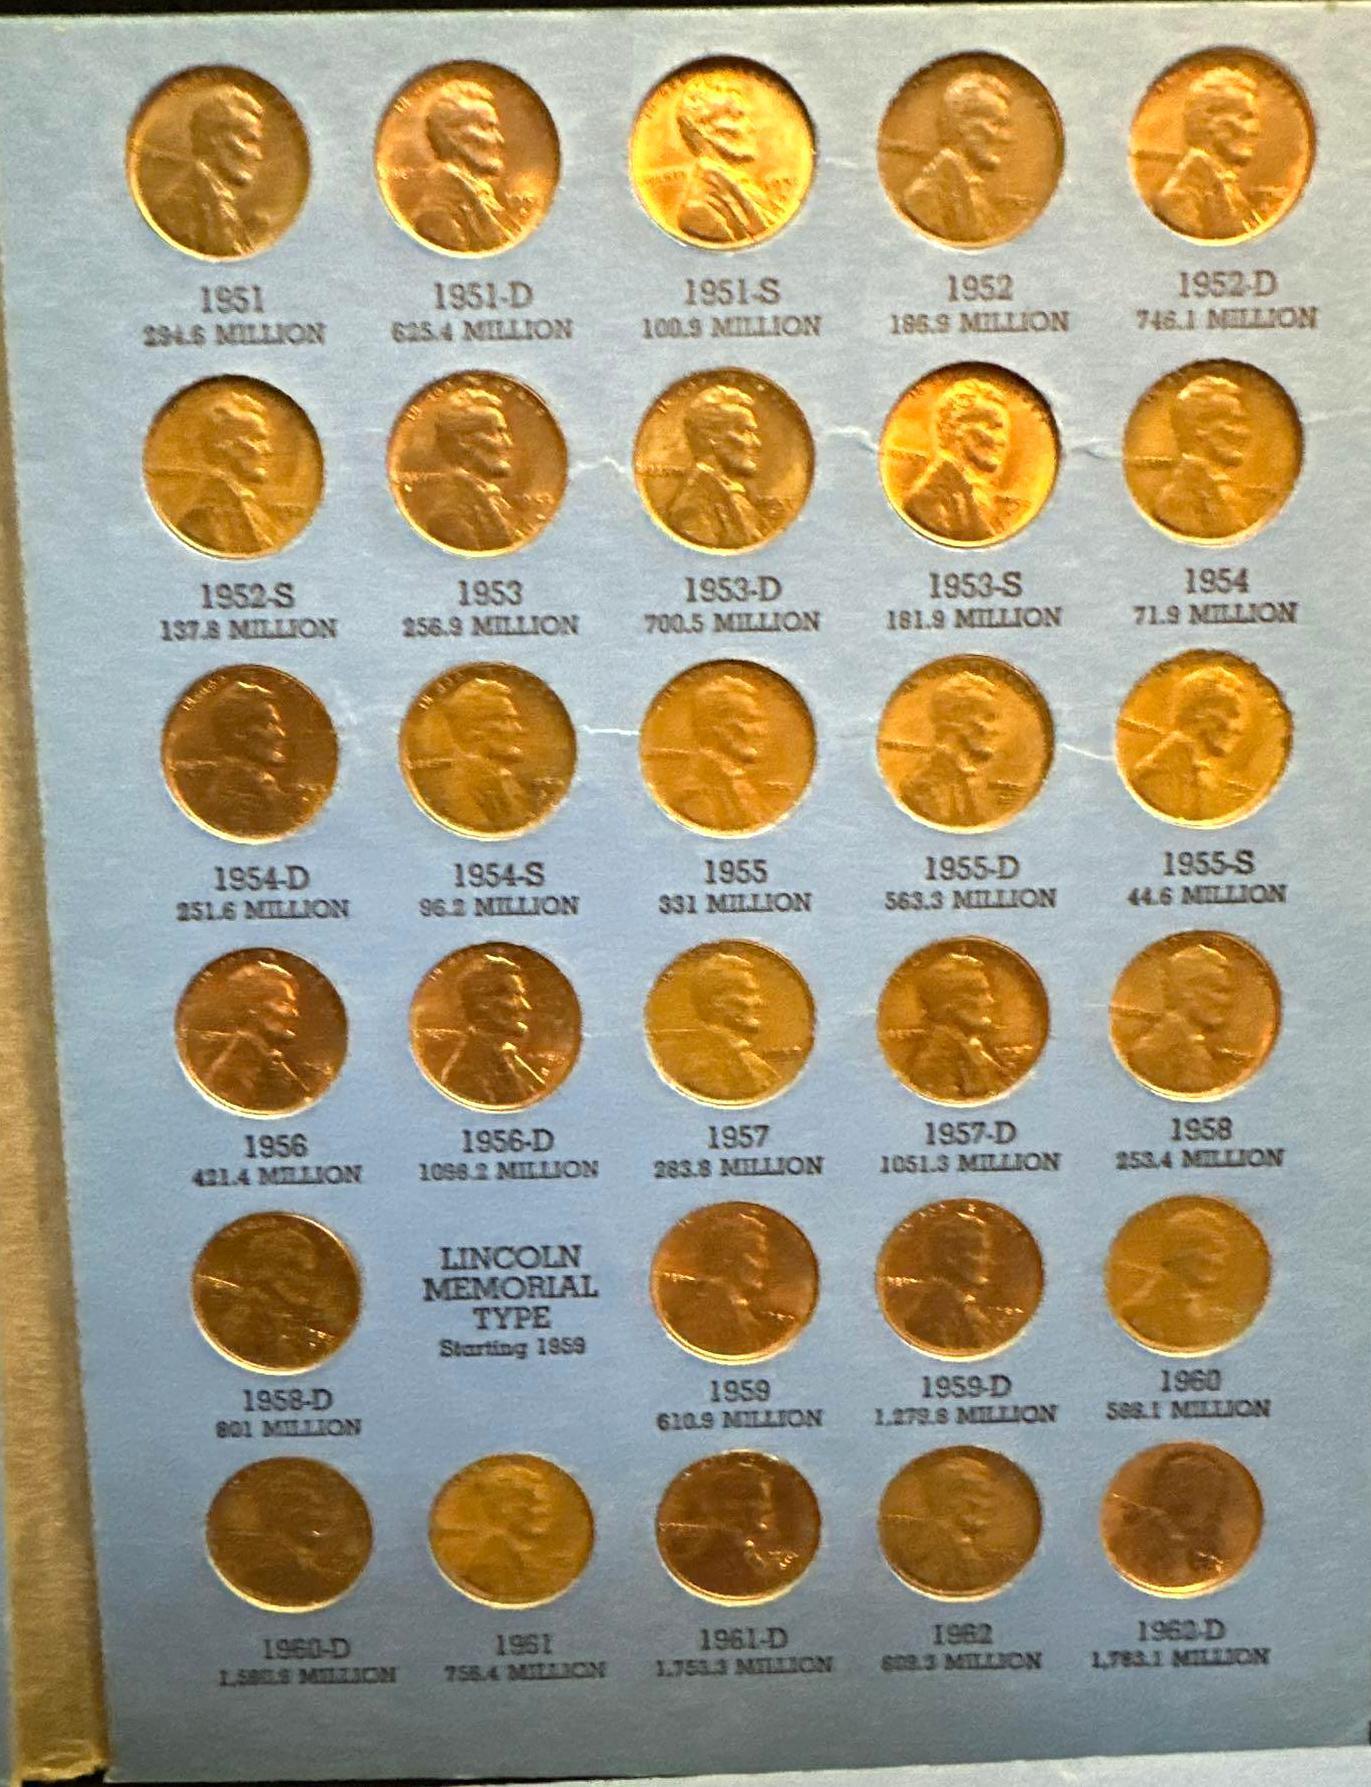 1951
294.6 MILLION
1951-D
625.4 MILLION
1951-S
100.9 MILLION
1952
186.9 MILLION
1952-D
746.1 MILLION
1952-S
137.8 MILLION
1953
256.9 MILLION
1953-D
700.5 MILLION
1953-S
181.9 MILLION
1954
71.9 MILLION
1954-D
251.6 MILLION
1954-S
96.2 MILLION
1955
331 MILLION
1955-D
563.3 MILLION
1955-S
44.6 MILLION
1956
421.4 MILLION
1956-D
1098.2 MILLION
1957
283.8 MILLION
1957-D
1051.3 MILLION
1958
253.4 MILLION
1958-D
801 MILLION
LINCOLN
MEMORIAL
TYPE
Starting 1959
1959
610.9 MILLION
1959-D
1,279.8 MILLION
1960
588.1 MILLION
1960-D
1,580.9 MILLION
1961
756.4 MILLION
1961-D
1,753.3 MILLION
1962
609.3 MILLION
1962-D
1,793.1 MILLION